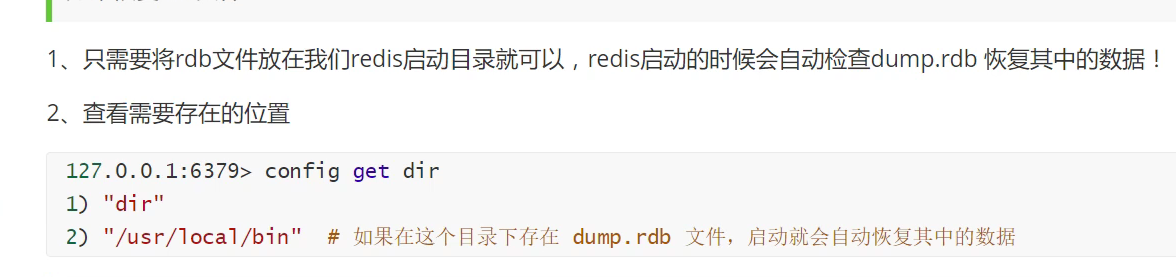 1、只需要将rdb文件放在我们redis启动目录就可以，redis启动的时候会自动检查dump.rdb 恢复其中的数据！
2、查看需要存在的位置
127.0.0.1:6379> config get dir
1) "dir"
2) "/usr/local/bin"  # 如果在这个目录下存在 dump.rdb 文件，启动就会自动恢复其中的数据